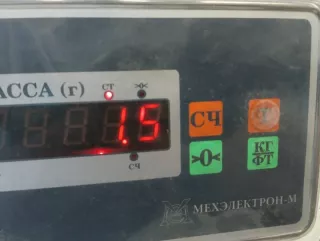 АССА (г)
СТ
>К<
1.5
СЧ
>0<
КГ
ФТ
СЧ
МЕХЭЛЕКТРОН-М